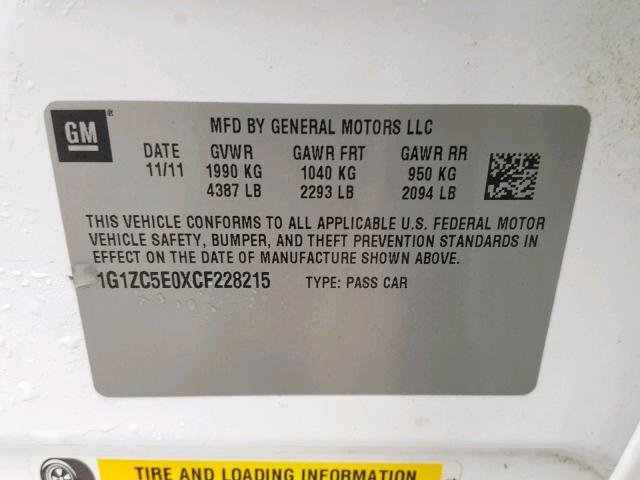 GM
MFD BY GENERAL MOTORS LLC
DATE GVWR GAWR FRT GAWR RR
11/11 1990 KG 1040 KG 950 KG
4387 LB 2293 LB 2094 LB
THIS VEHICLE CONFORMS TO ALL APPLICABLE U.S. FEDERAL MOTOR
VEHICLE SAFETY, BUMPER, AND THEFT PREVENTION STANDARDS IN
EFFECT ON THE DATE OF MANUFACTURE SHOWN ABOVE.
1G1ZC5E0XCF228215 TYPE: PASS CAR
TIRE AND LOADING INFORMATION